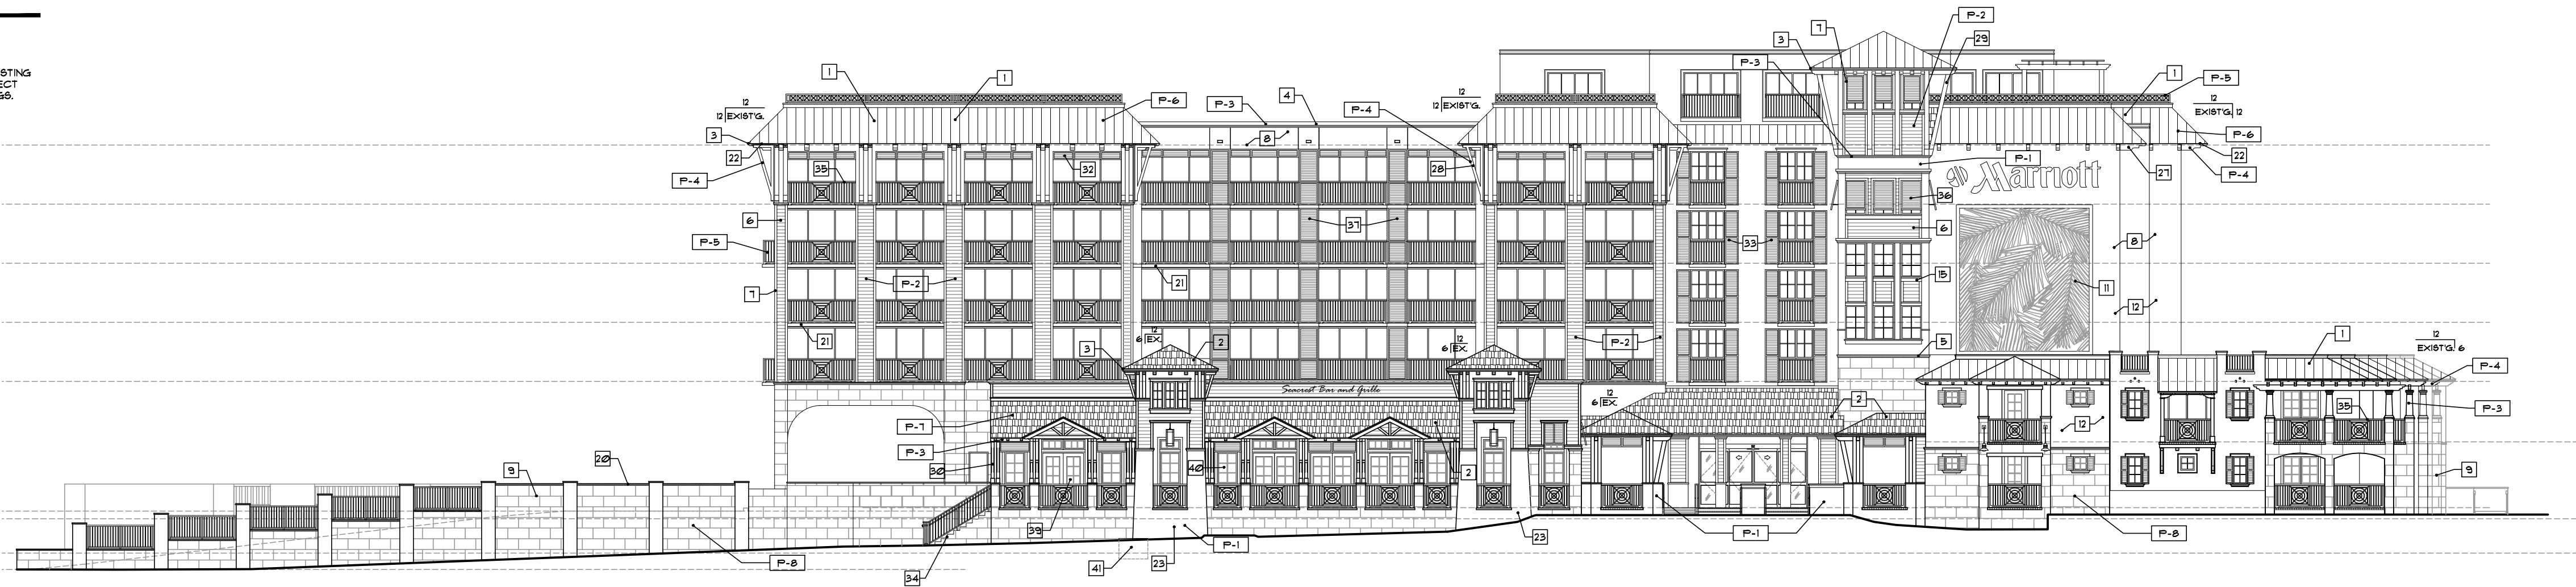 STING
ECT
GS.
7
P-2
3
29
P-3
1
1
1
P-5
P-6
12
12 EXIST'G.
P-3
4
P-4
12
12 EXIST'G.
12
EXIST'G. 12
3
8
P-6
22
P-1
22
35
32
28
27
P-4
P-4
Marriott
36
6
37
6
P-5
33
8
21
15
P-2
7
11
12
21
12
6 EX.
2
12
6 EX.
P-2
5
1
12
EXIST'G. 6
3
P-4
Seacrest Bar and Grille
12
6 EX.
2
35
P-3
P-7
12
P-3
20
9
30
40
2
9
39
P-8
P-1
P-1
23
P-8
34
41
23